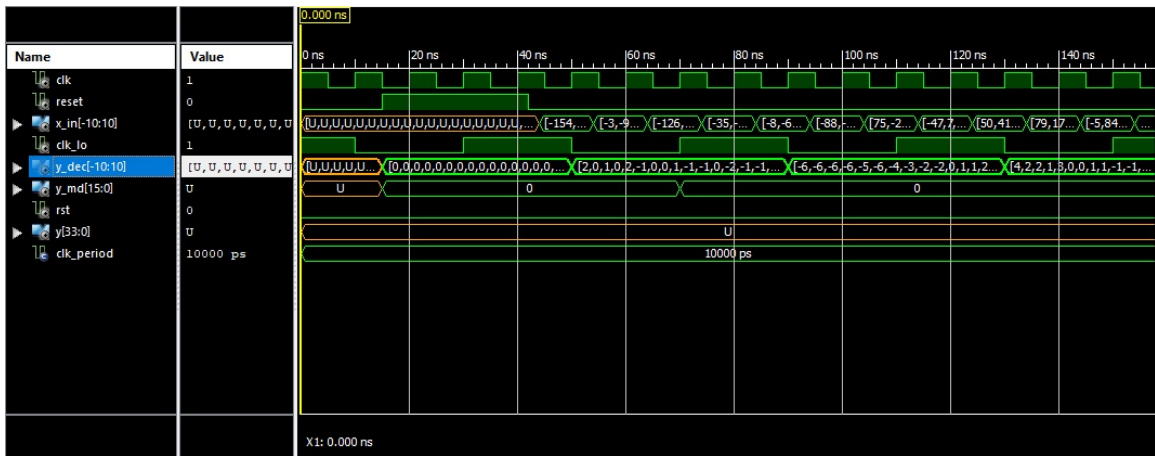 0.000 ns
Name Value 0 ns 20 ns 40 ns 60 ns 80 ns 100 ns 120 ns 140 ns
clk 1
reset 0
x_in[-10:10] [U,U,U,U,U,U,U [U,U,U,U,U,U,U,U,U,U,U,U,U,U,U,U,U,U,... [-154,... [-3,-9... [-126,... [-35,-... [-8,-6... [-88,-... [75,-2... [-47,7,... [50,41... [79,17... [-5,84... ...
clk_lo 1
y_dec[-10:10] [U,U,U,U,U,U,U [U,U,U,U,U... [0,0,0,0,0,0,0,0,0,0,0,0,0,0,0,... [2,0,1,0,2,-1,0,0,1,-1,-1,0,-2,-1,-1,... [-6,-6,-6,-6,-5,-6,-4,-3,-2,-2,0,1,1,2... [4,2,2,1,3,0,0,1,1,-1,-1,...
y_md[15:0] U U 0 0
rst 0
y[33:0] U U
clk_period 10000 ps 10000 ps
X1: 0.000 ns